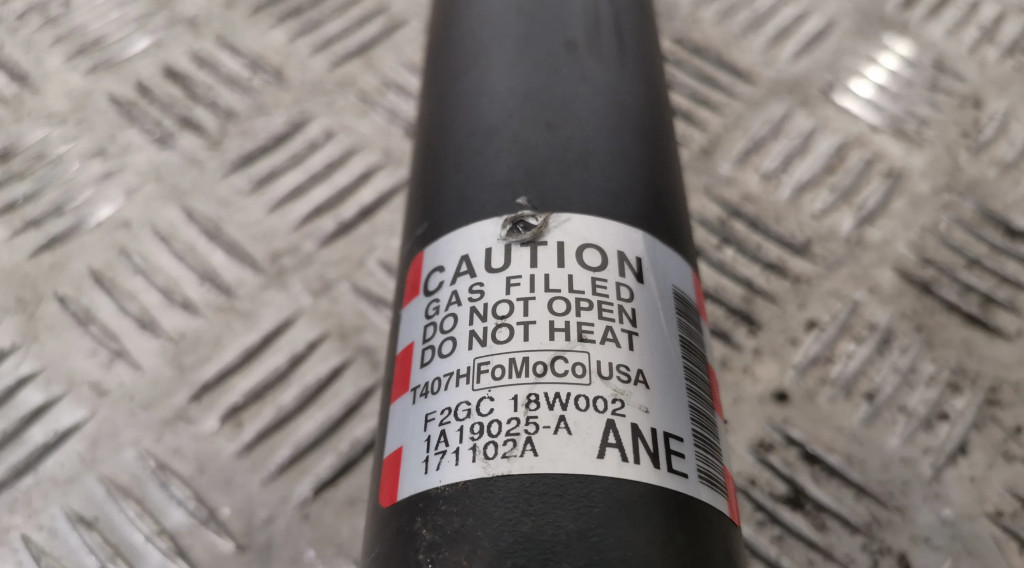 CAUTION
GAS FILLED
DO NOT OPEN
DO NOT HEAT
T407H FoMoCo USA
F2GC 18W002
1A19025-A
171102A ANE